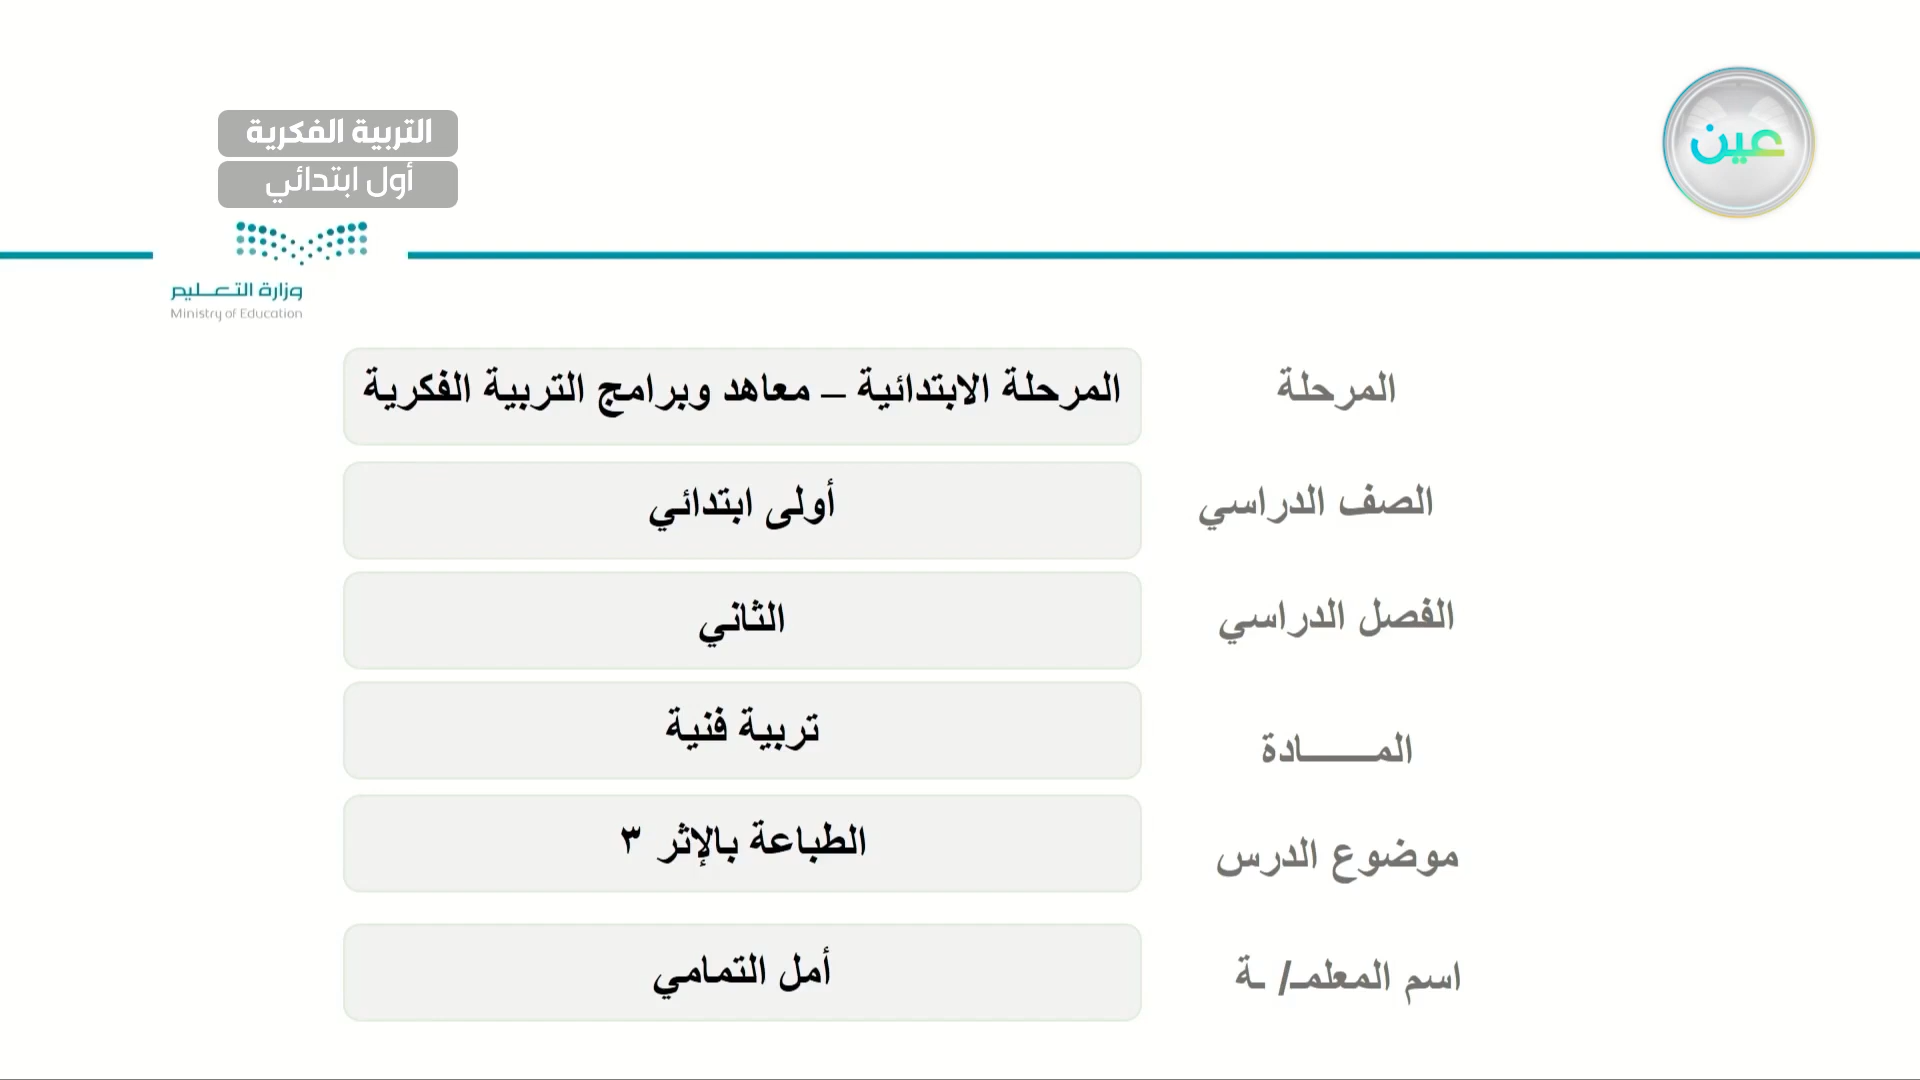 عين
التربية الفكرية
أول ابتدائي
وزارة التعليم
Ministry of Education
المرحلة
المرحلة الابتدائية – معاهد وبرامج التربية الفكرية
الصف الدراسي
أولى ابتدائي
الفصل الدراسي
الثاني
المـــــــادة
تربية فنية
موضوع الدرس
الطباعة بالإثر ٣
اسم المعلمـ/ ـة
أمل التمامي